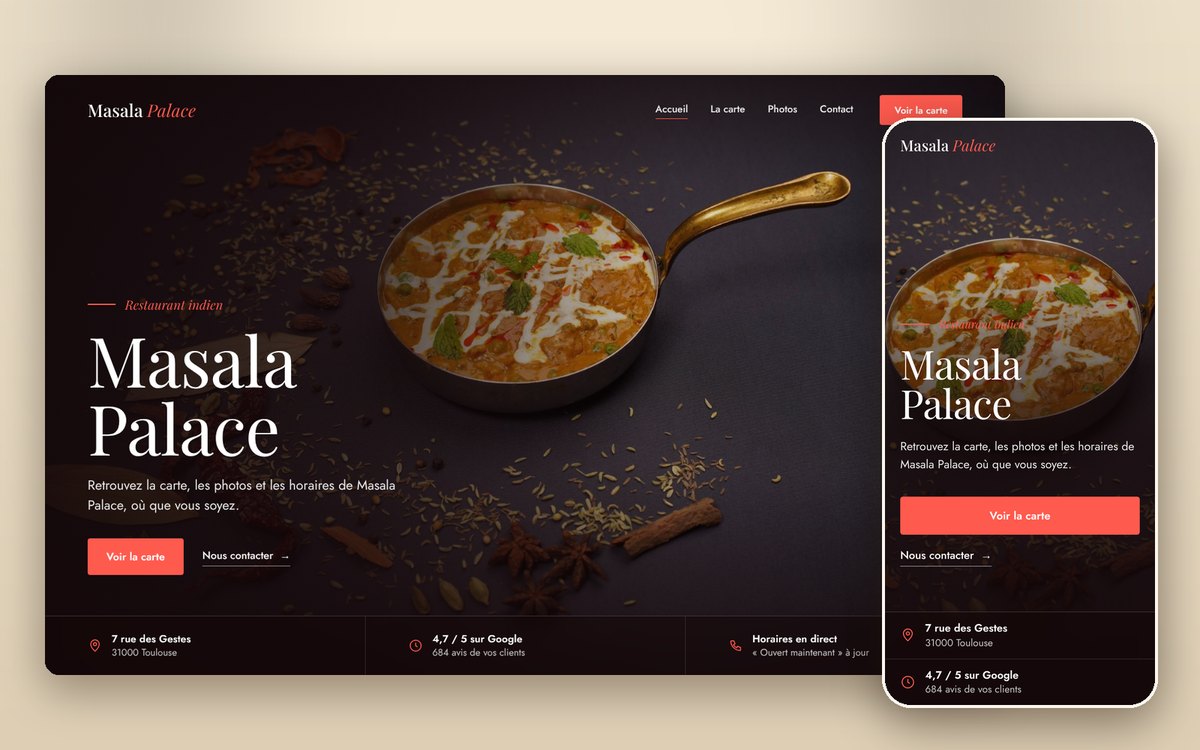 Masala Palace
Accueil
La carte
Photos
Contact
Voir la carte
Restaurant indien
Masala
Palace
Retrouvez la carte, les photos et les horaires de Masala
Palace, où que vous soyez.
Voir la carte
Nous contacter →
7 rue des Gestes
31000 Toulouse
4,7 / 5 sur Google
684 avis de vos clients
Horaires en direct
« Ouvert maintenant » à jour
Masala Palace
Restaurant indien
Masala
Palace
Retrouvez la carte, les photos et les horaires de
Masala Palace, où que vous soyez.
Voir la carte
Nous contacter →
7 rue des Gestes
31000 Toulouse
4,7 / 5 sur Google
684 avis de vos clients